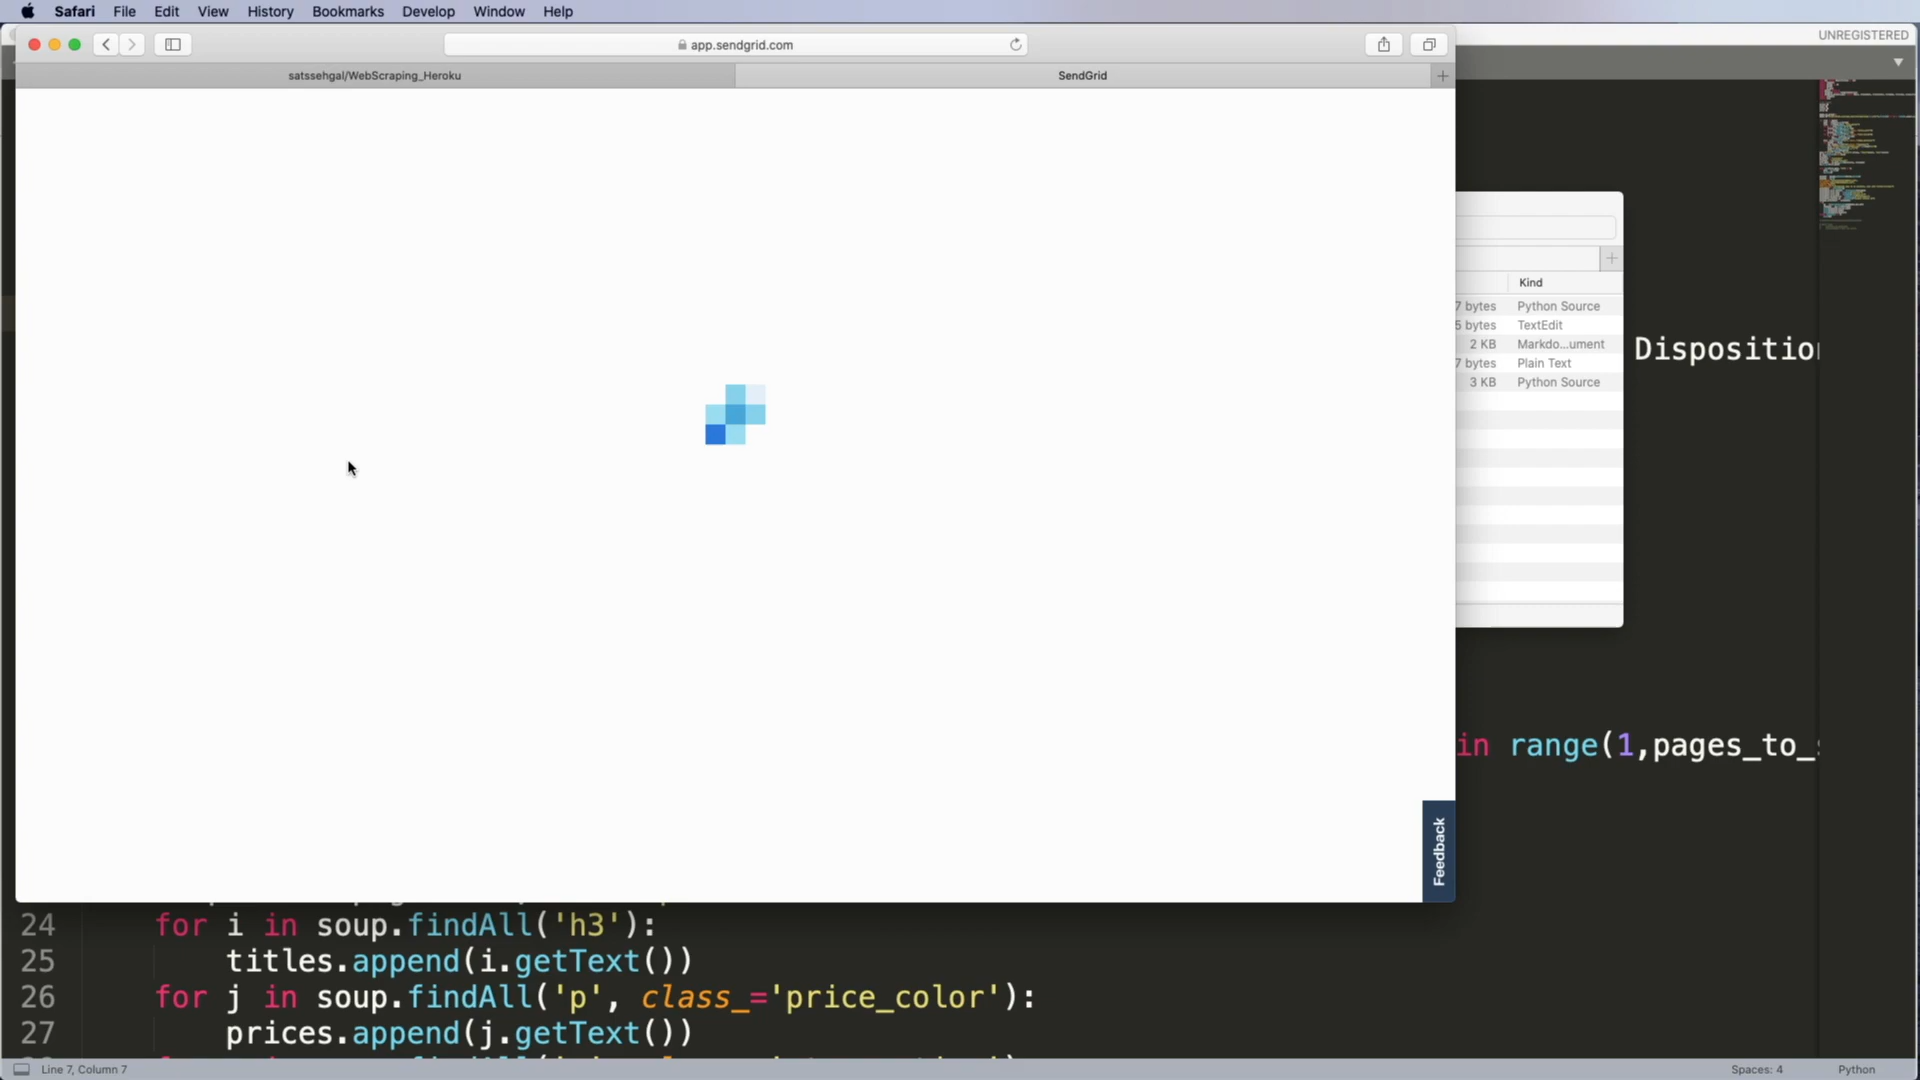 Safari File Edit View History Bookmarks Develop Window Help
UNREGISTERED
app.sendgrid.com
satssehgal/WebScraping_Heroku
SendGrid
Kind
7 bytes Python Source
5 bytes TextEdit
2 KB Markdo...ument
7 bytes Plain Text
3 KB Python Source
Disposition
in range(1,pages_to_
Feedback
24 for i in soup.findAll('h3'):
25 titles.append(i.getText())
26 for j in soup.findAll('p', class_='price_color'):
27 prices.append(j.getText())
Line 7, Column 7
Spaces: 4
Python